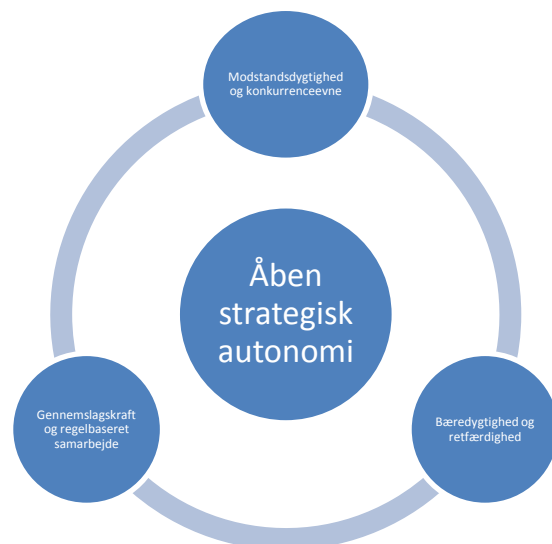 Modstandsdygtighed
og konkurrenceevne
Åben
strategisk
autonomi
Gennemslagskraft
og regelbaseret
samarbejde
Bæredygtighed og
retfærdighed